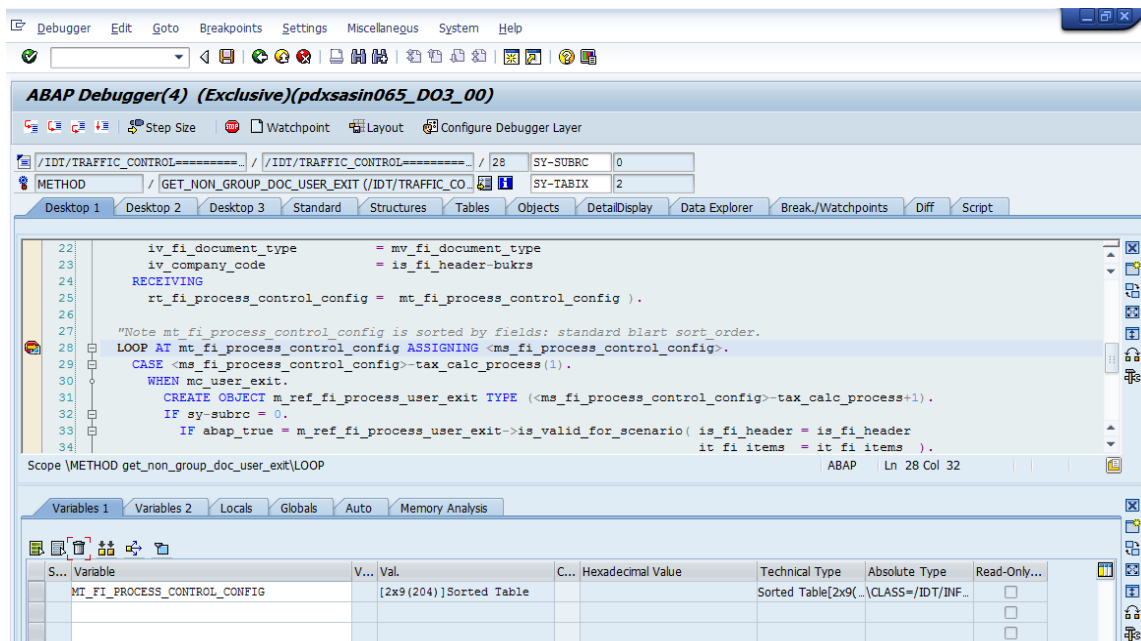 Debugger Edit Goto Breakpoints Settings Miscellaneous System Help
ABAP Debugger(4) (Exclusive)(pdxsasin065_DO3_00)
Step Size Watchpoint Layout Configure Debugger Layer
/IDT/TRAFFIC_CONTROL=========… / /IDT/TRAFFIC_CONTROL=========… / 28 SY-SUBRC 0
METHOD / GET_NON_GROUP_DOC_USER_EXIT (/IDT/TRAFFIC_CO… SY-TABIX 2
Desktop 1 Desktop 2 Desktop 3 Standard Structures Tables Objects DetailDisplay Data Explorer Break./Watchpoints Diff Script
22 iv_fi_document_type = mv_fi_document_type
23 iv_company_code = is_fi_header-bukrs
24 RECEIVING
25 rt_fi_process_control_config = mt_fi_process_control_config ).
26
27 "Note mt_fi_process_control_config is sorted by fields: standard blart sort_order.
28 LOOP AT mt_fi_process_control_config ASSIGNING <ms_fi_process_control_config>.
29 CASE <ms_fi_process_control_config>-tax_calc_process(1).
30 WHEN mc_user_exit.
31 CREATE OBJECT m_ref_fi_process_user_exit TYPE (<ms_fi_process_control_config>-tax_calc_process+1).
32 IF sy-subrc = 0.
33 IF abap_true = m_ref_fi_process_user_exit->is_valid_for_scenario( is_fi_header = is_fi_header
34 it_fi_items = it_fi_items ).
Scope \METHOD get_non_group_doc_user_exit\LOOP ABAP Ln 28 Col 32
Variables 1 Variables 2 Locals Globals Auto Memory Analysis
S... Variable V... Val. C... Hexadecimal Value Technical Type Absolute Type Read-Only...
MT_FI_PROCESS_CONTROL_CONFIG [2x9(204)]Sorted Table Sorted Table[2x9(… \CLASS=/IDT/INF…